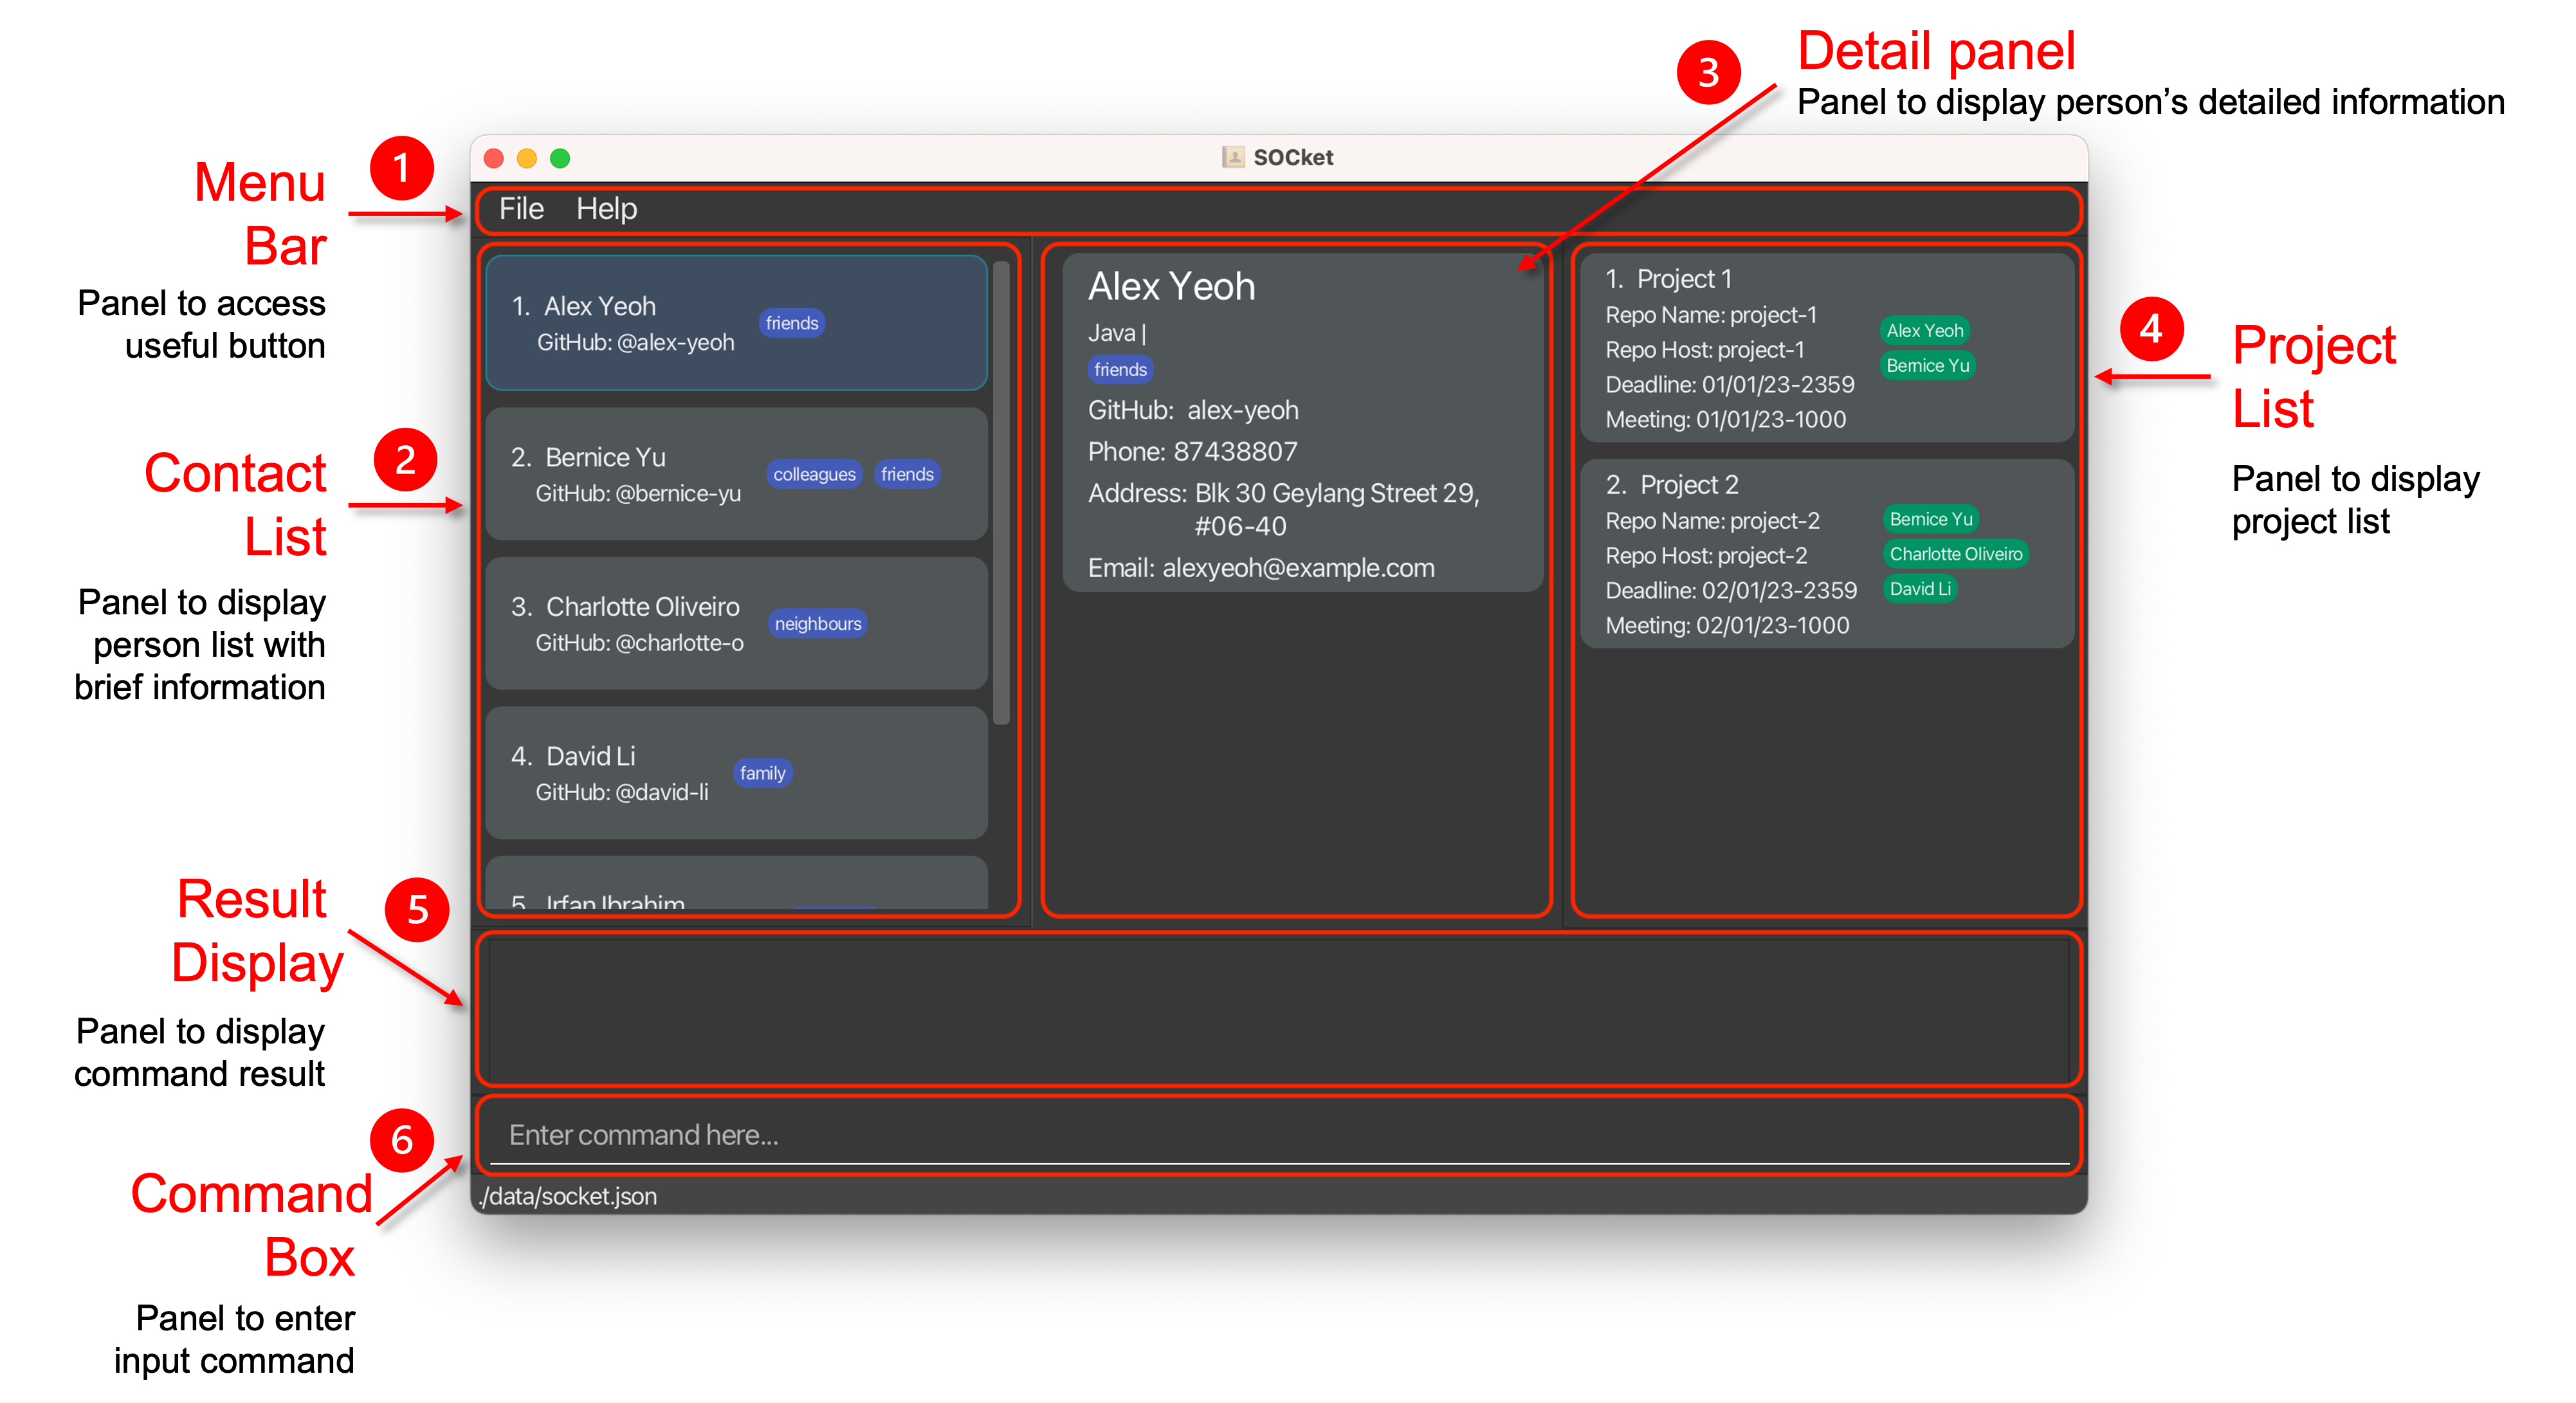 3
Detail panel
Panel to display person's detailed information
1
Menu
Bar
Panel to access
useful button
2
Contact
List
Panel to display
person list with
brief information
5
Result
Display
Panel to display
command result
6
Command
Box
Panel to enter
input command
SOCket
File Help
1. Alex Yeoh
GitHub: @alex-yeoh
friends
2. Bernice Yu
GitHub: @bernice-yu
colleagues friends
3. Charlotte Oliveiro
GitHub: @charlotte-o
neighbours
4. David Li
GitHub: @david-li
family
5. Irfan Ibrahim
Alex Yeoh
Java |
friends
GitHub: alex-yeoh
Phone: 87438807
Address: Blk 30 Geylang Street 29,
#06-40
Email: alexyeoh@example.com
1. Project 1
Repo Name: project-1
Repo Host: project-1
Deadline: 01/01/23-2359
Meeting: 01/01/23-1000
Alex Yeoh
Bernice Yu
2. Project 2
Repo Name: project-2
Repo Host: project-2
Deadline: 02/01/23-2359
Meeting: 02/01/23-1000
Bernice Yu
Charlotte Oliveiro
David Li
Enter command here...
./data/socket.json
4
Project
List
Panel to display
project list